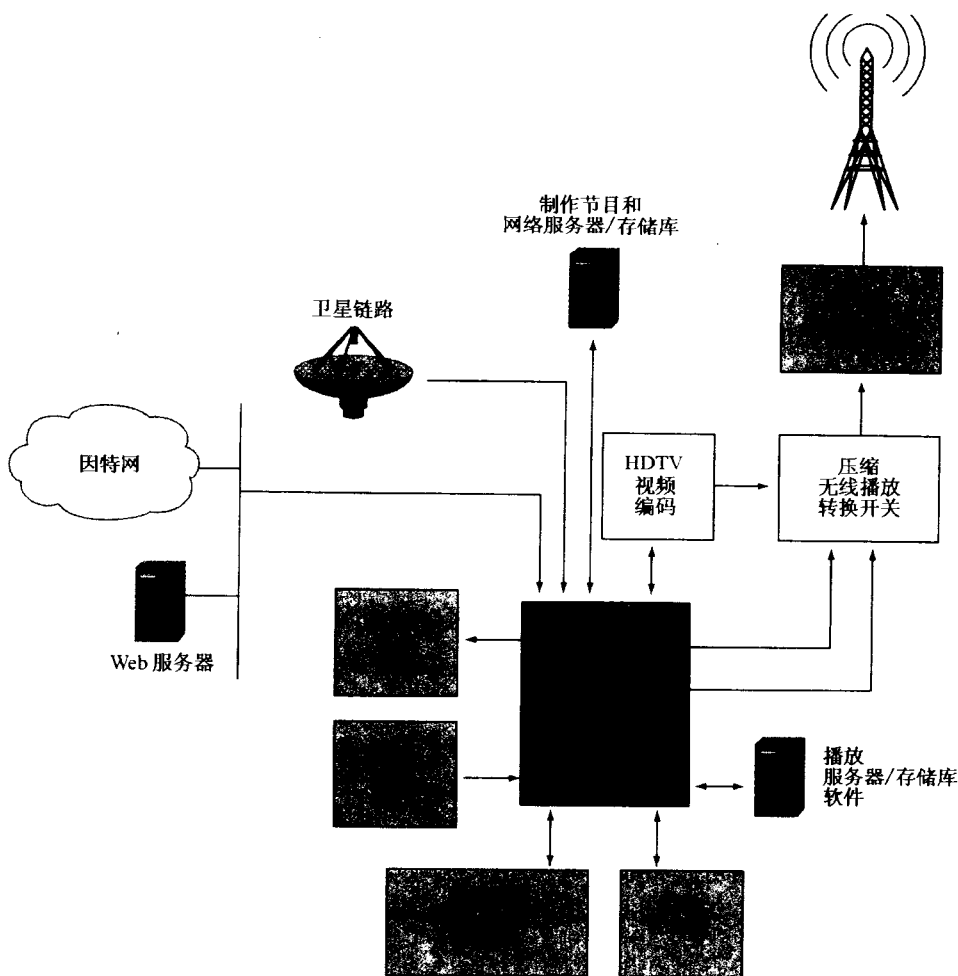 制作节目和
网络服务器/存储库
卫星链路
因特网
HDTV
视频
编码
压缩
无线播放
转换开关
Web 服务器
播放
服务器/存储库
软件